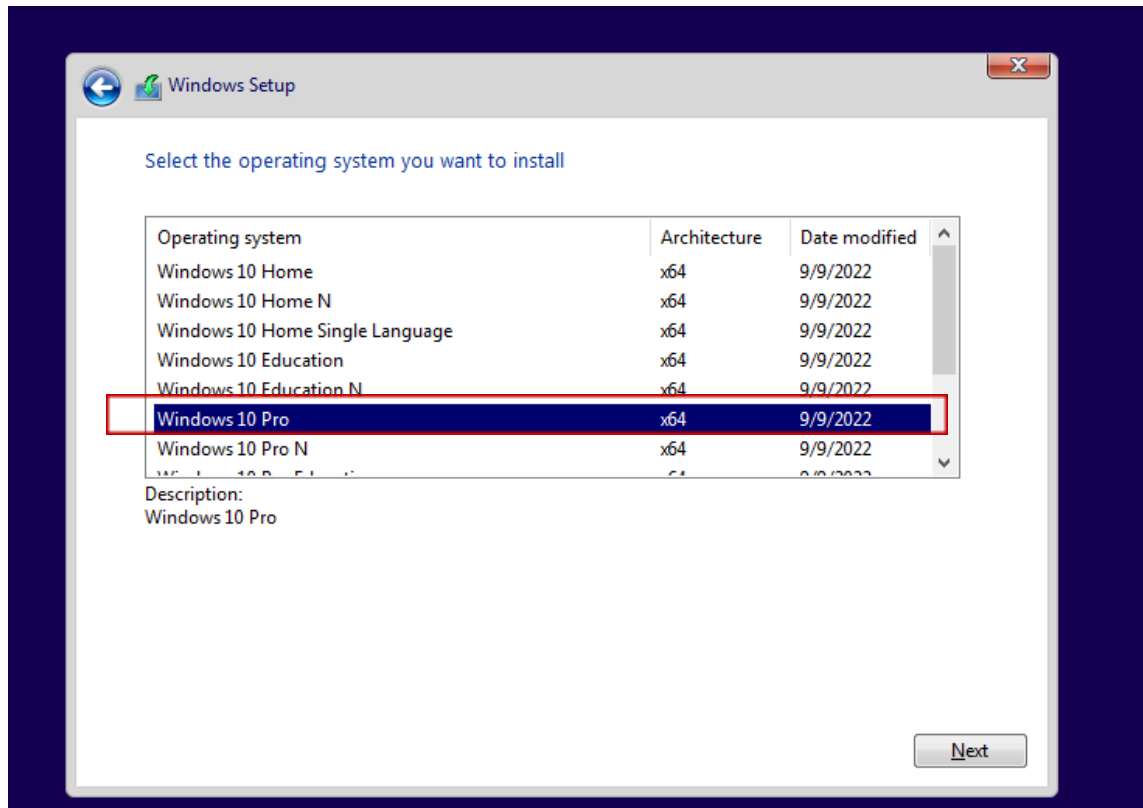 Windows Setup
Select the operating system you want to install
Operating system Architecture Date modified
Windows 10 Home x64 9/9/2022
Windows 10 Home N x64 9/9/2022
Windows 10 Home Single Language x64 9/9/2022
Windows 10 Education x64 9/9/2022
Windows 10 Education N x64 9/9/2022
Windows 10 Pro x64 9/9/2022
Windows 10 Pro N x64 9/9/2022
Description:
Windows 10 Pro
Next